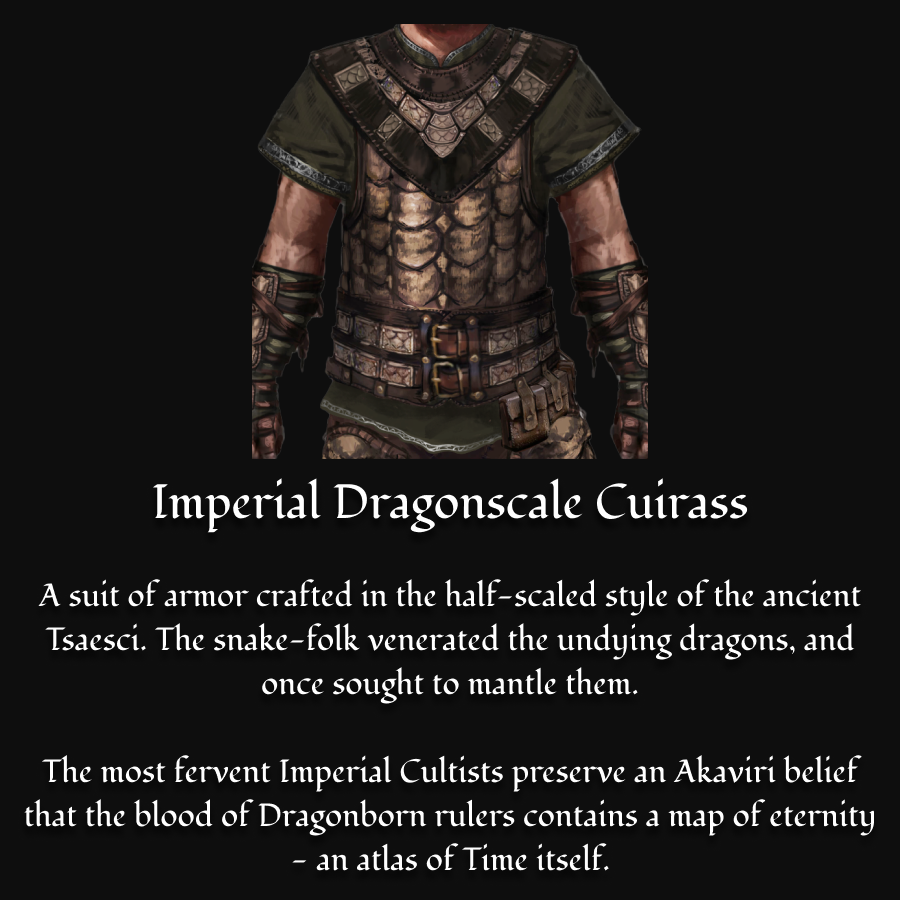 Imperial Dragonscale Cuirass
A suit of armor crafted in the half-scaled style of the ancient
Tsaesci. The snake-folk venerated the undying dragons, and
once sought to mantle them.
The most fervent Imperial Cultists preserve an Akaviri belief
that the blood of Dragonborn rulers contains a map of eternity
- an atlas of Time itself.